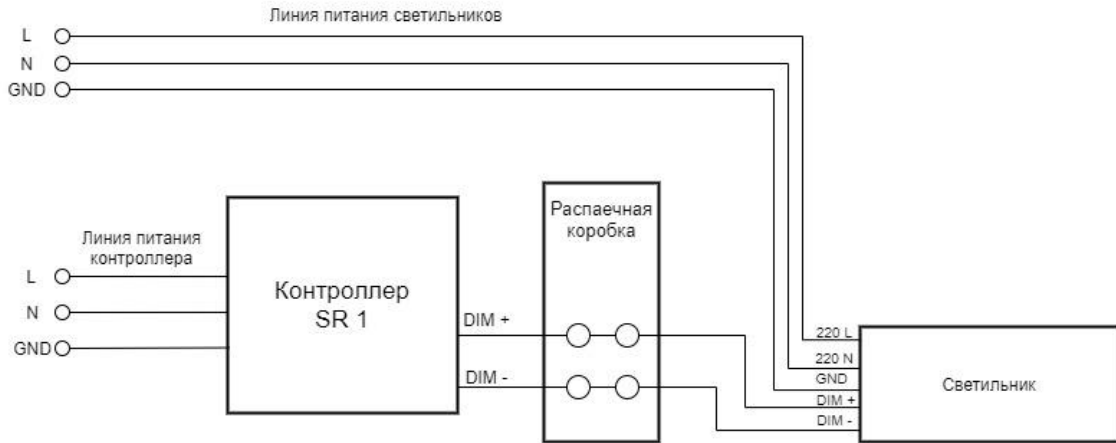 Линия питания светильников
L
N
GND
Линия питания
контроллера
L
N
GND
Контроллер
SR 1
DIM +
DIM -
Распаечная
коробка
220 L
220 N
GND
DIM +
DIM -
Светильник